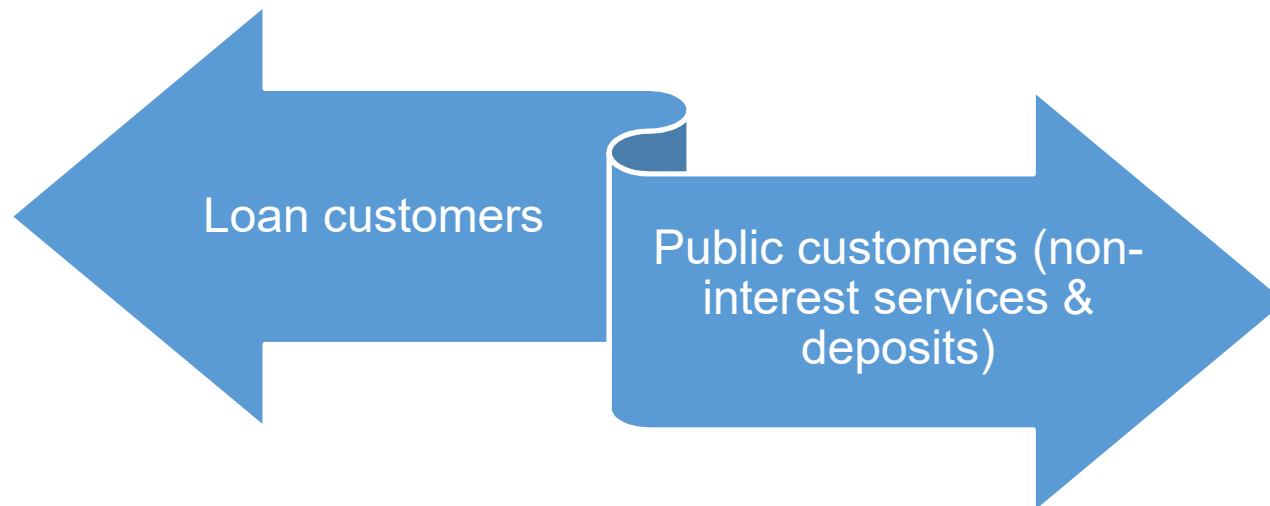 Loan customers
Public customers (non-
interest services &
deposits)